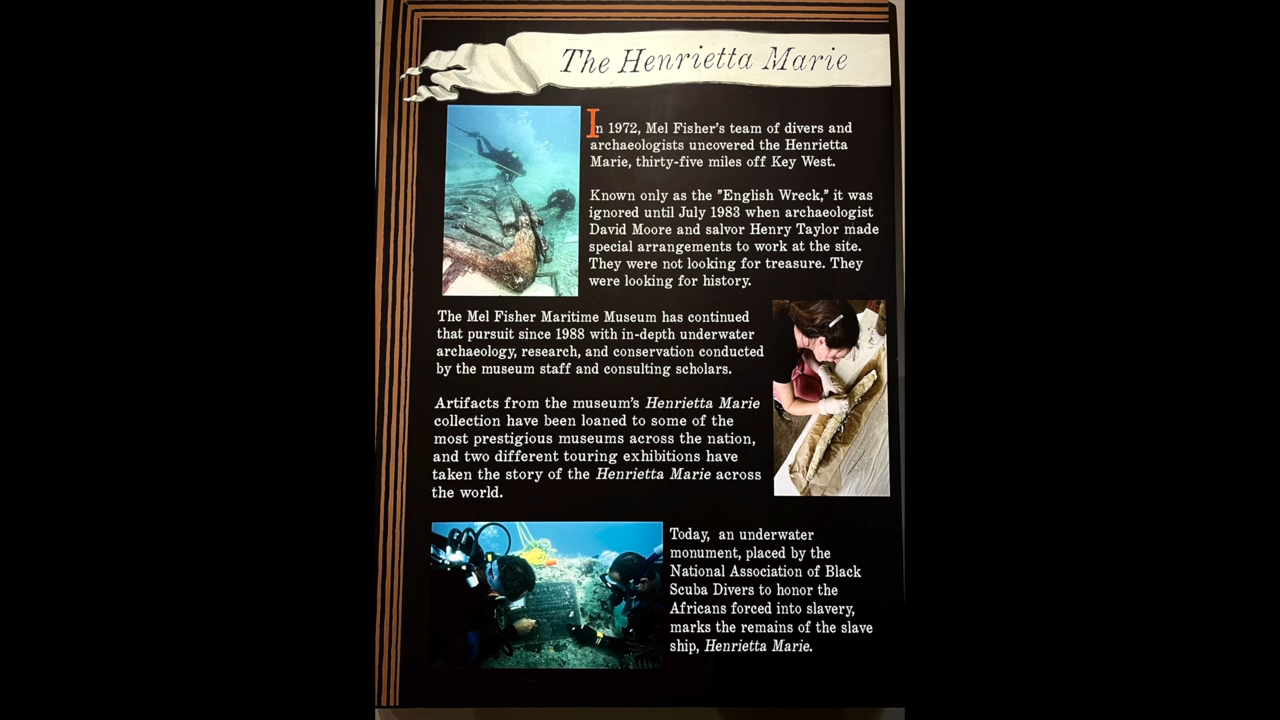 The Henrietta Marie
In 1972, Mel Fisher's team of divers and
archaeologists uncovered the Henrietta
Marie, thirty-five miles off Key West.
Known only as the "English Wreck," it was
ignored until July 1983 when archaeologist
David Moore and salvor Henry Taylor made
special arrangements to work at the site.
They were not looking for treasure. They
were looking for history.
The Mel Fisher Maritime Museum has continued
that pursuit since 1988 with in-depth underwater
archaeology, research, and conservation conducted
by the museum staff and consulting scholars.
Artifacts from the museum's Henrietta Marie
collection have been loaned to some of the
most prestigious museums across the nation,
and two different touring exhibitions have
taken the story of the Henrietta Marie across
the world.
Today, an underwater
monument, placed by the
National Association of Black
Scuba Divers to honor the
Africans forced into slavery,
marks the remains of the slave
ship, Henrietta Marie.